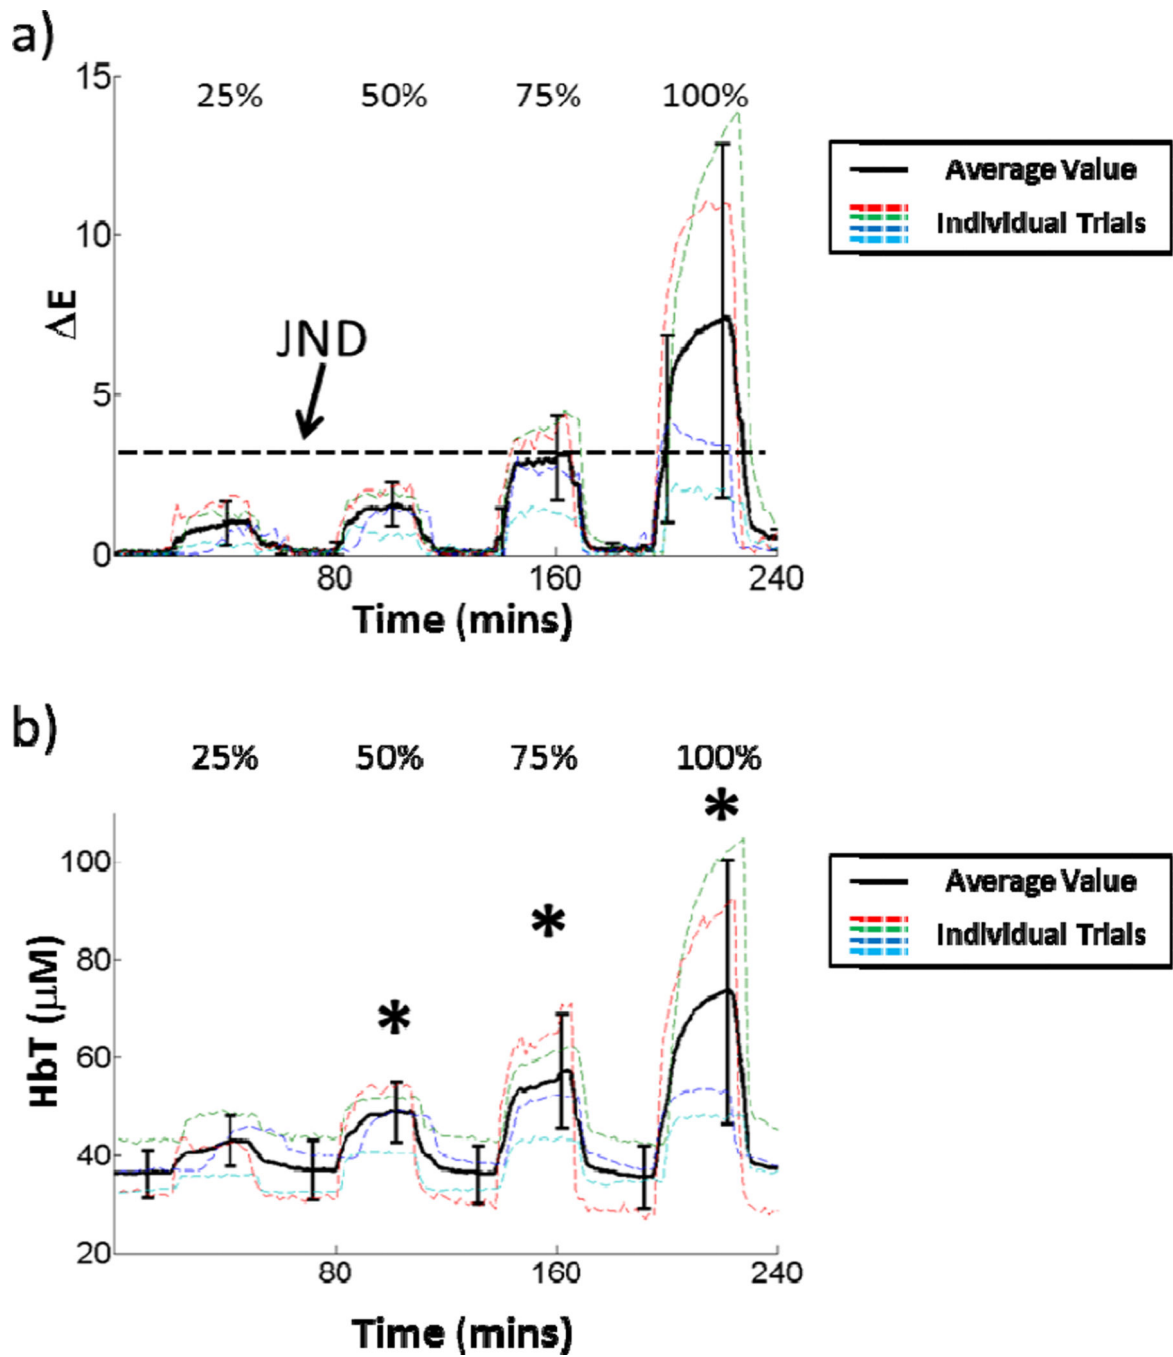 a)
15
25% 50% 75% 100%
Average Value
Individual Trials
10
ΔE
JND
5
0
80 160 240
Time (mins)
b)
25% 50% 75% 100%
*
100
Average Value
*
Individual Trials
80
*
HbT (μM)
60
40
20
80 160 240
Time (mins)